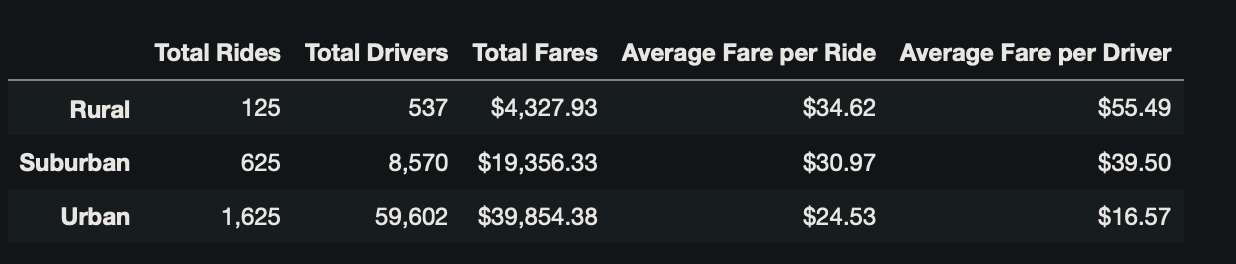 Total Rides Total Drivers Total Fares Average Fare per Ride Average Fare per Driver
Rural 125 537 $4,327.93 $34.62 $55.49
Suburban 625 8,570 $19,356.33 $30.97 $39.50
Urban 1,625 59,602 $39,854.38 $24.53 $16.57